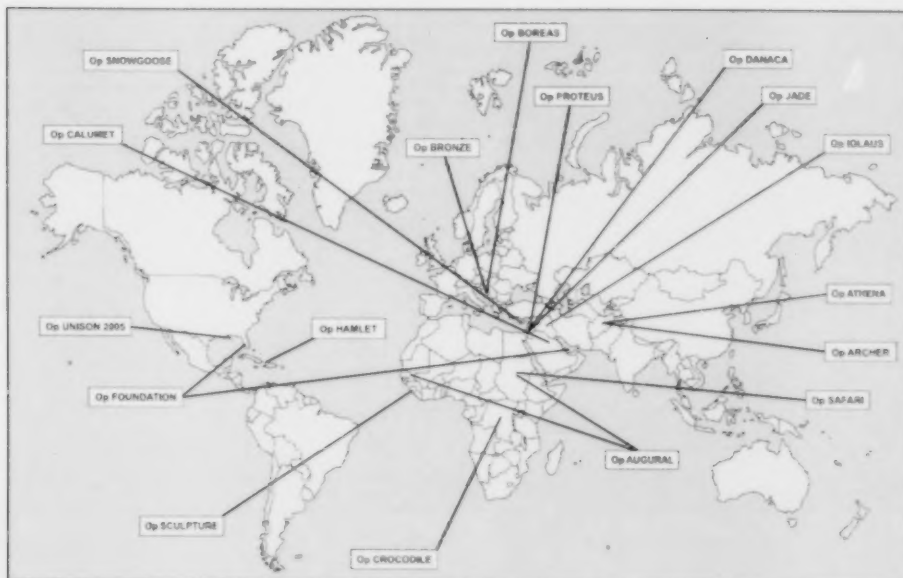 Op BOREAS
Op SNOWGOOSE
Op DANACA
Op PROTEUS
Op JADE
Op CALUMET
Op BRONZE
Op IOLAUS
Op ATHENA
Op UNISON 2005
Op HAMLET
Op ARCHER
Op FOUNDATION
Op SAFARI
Op AUGURAL
Op SCULPTURE
Op CROCODILE